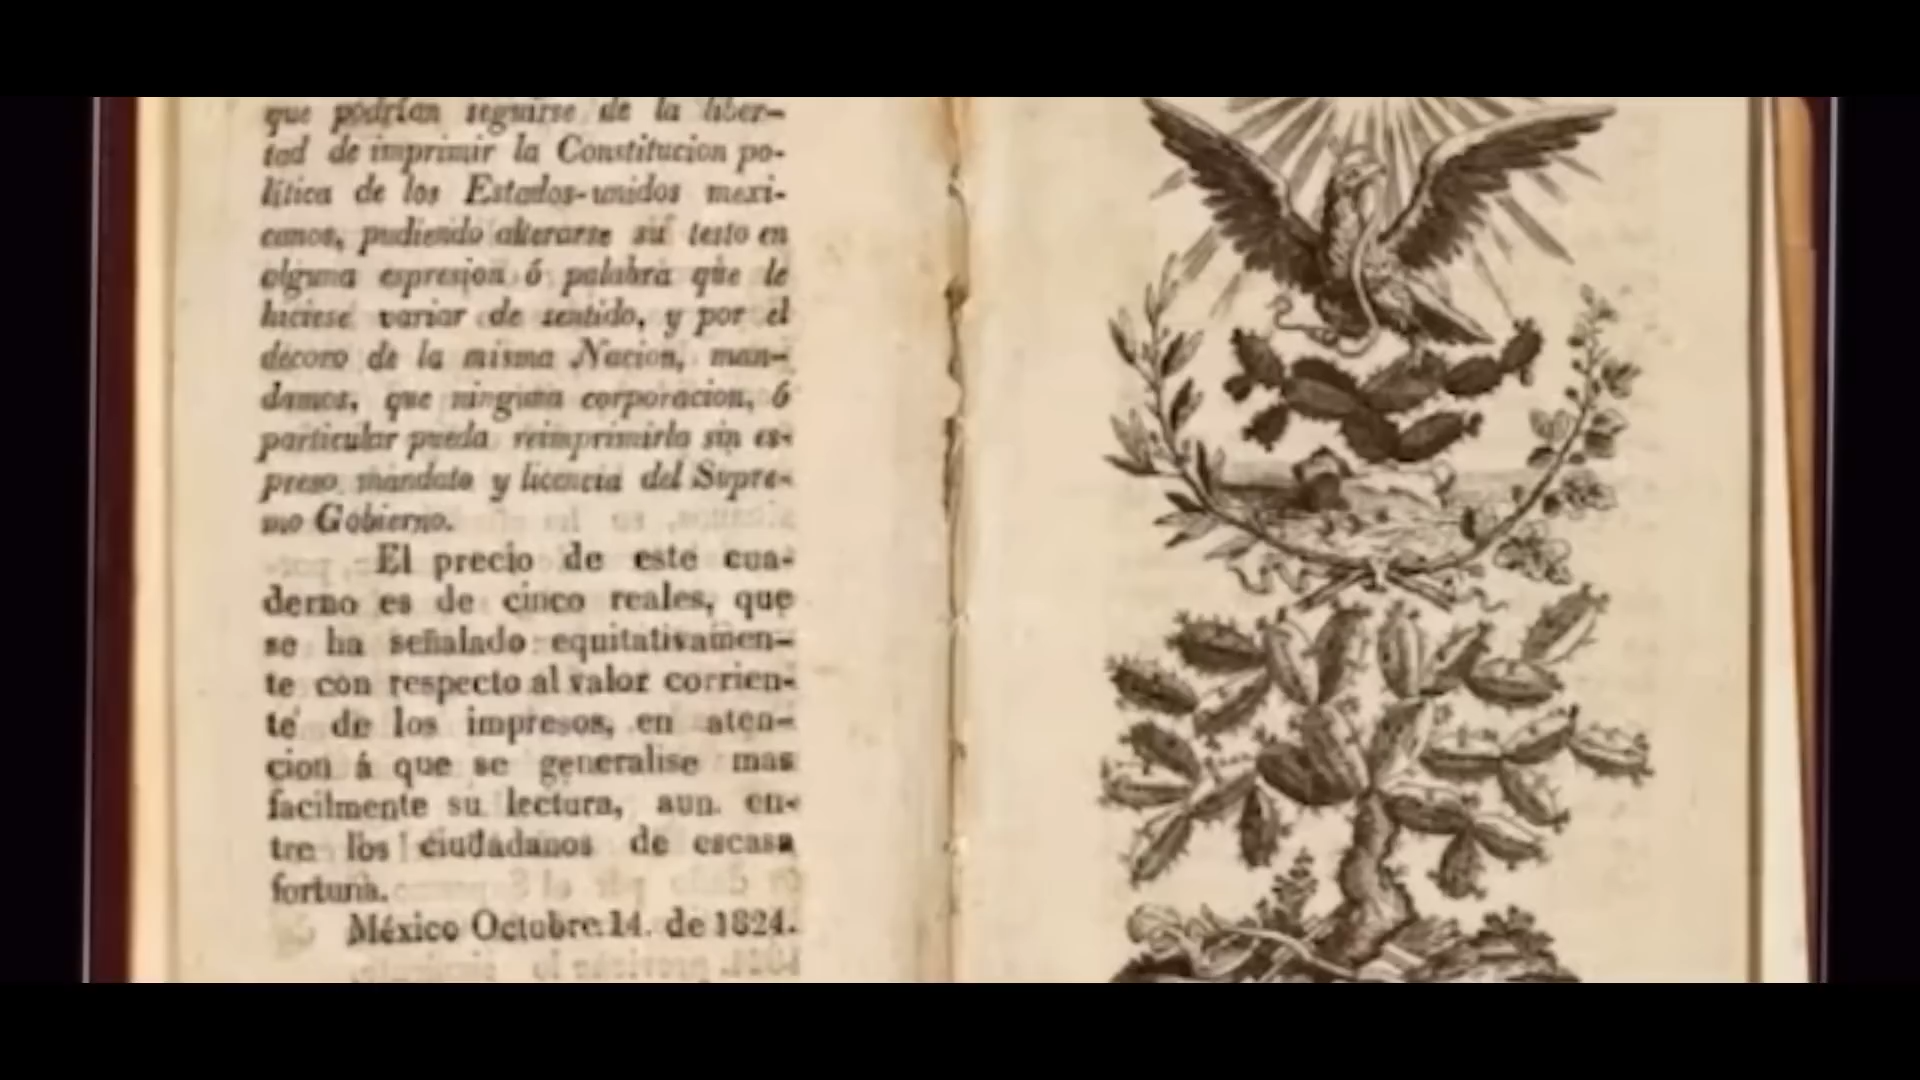 que podrían seguirse de la liber-
tad de imprimir la Constitucion po-
lítica de los Estados-unidos mexi-
canos, pudiendo alterarse su testo en
alguna espresion ó palabra que le
hiciese variar de sentido, y por el
decoro de la misma Nacion, man-
damos, que ninguna corporacion, ó
particular pueda reimprimirla sin es-
preso mandato y licencia del Supre-
mo Gobierno.
El precio de este cua-
derno es de cinco reales, que
se ha señalado equitativamen-
te con respecto al valor corrien-
te de los impresos, en aten-
cion á que se generalise mas
facilmente su lectura, aun en-
tre los ciudadanos de escasa
fortuna.
México Octubre 14. de 1824.